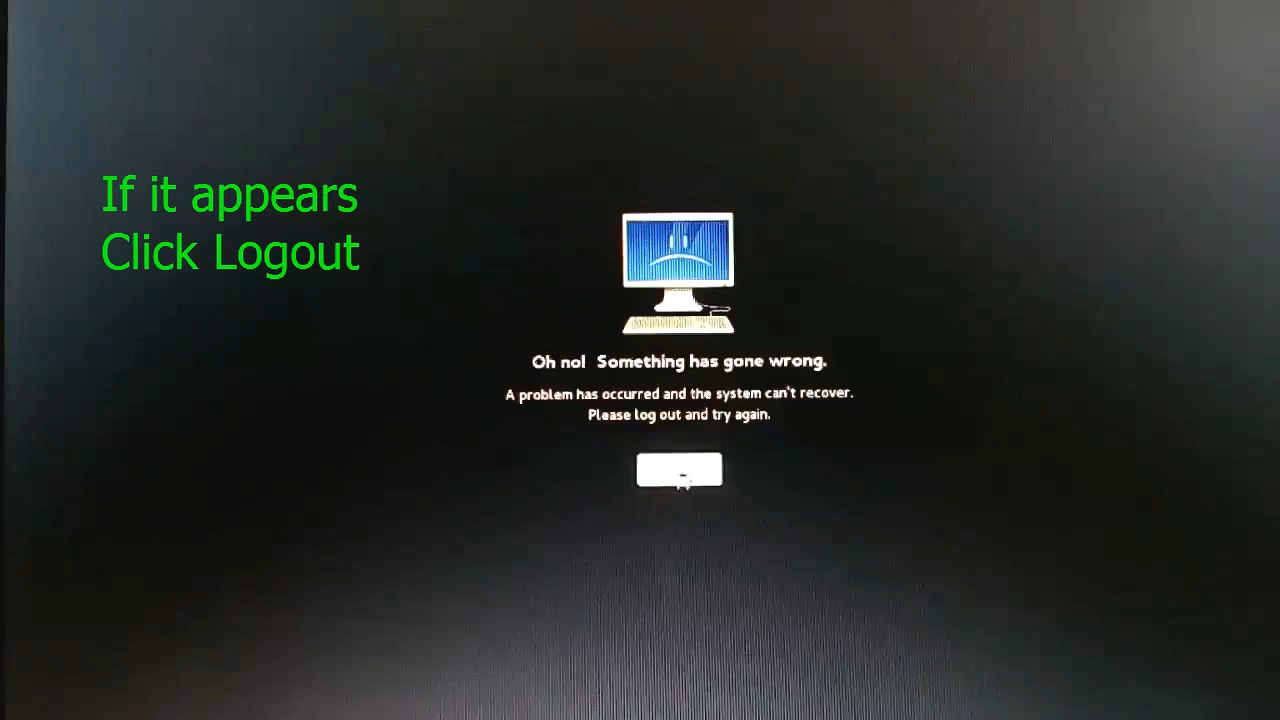 If it appears
Click Logout
Oh no! Something has gone wrong.
A problem has occurred and the system can't recover.
Please log out and try again.